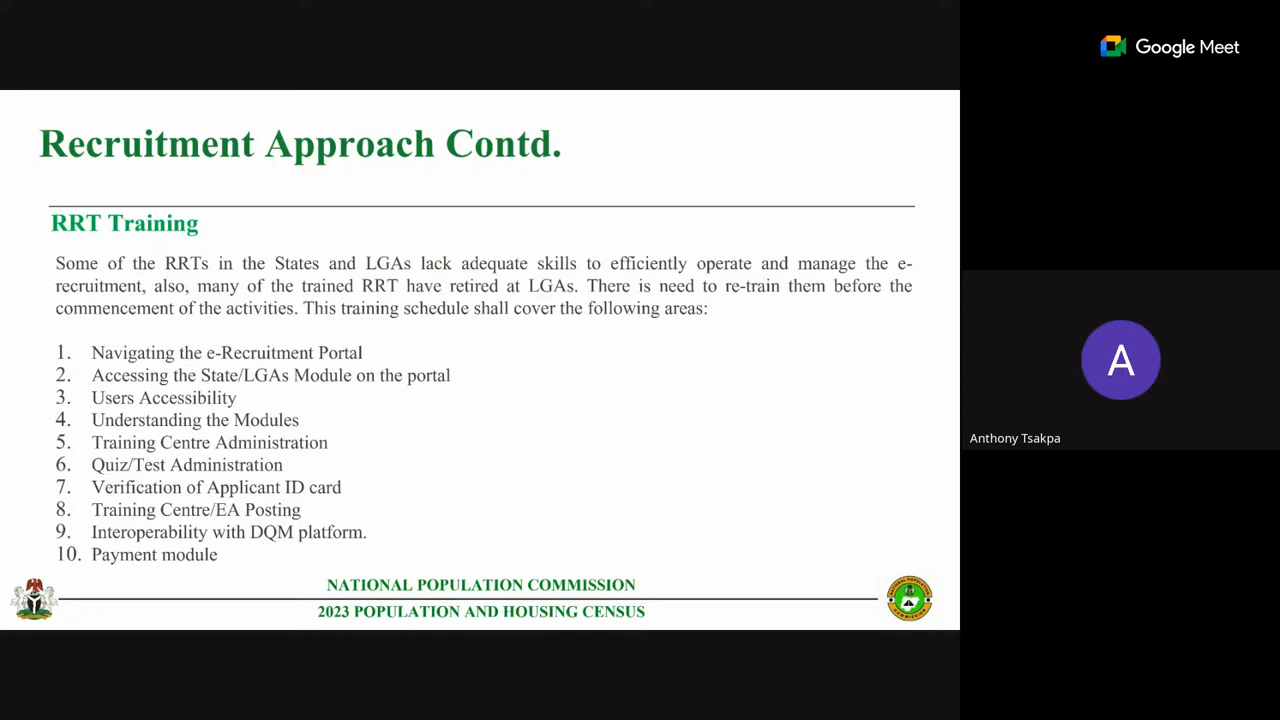 Google Meet
Recruitment Approach Contd.
RRT Training
Some of the RRTs in the States and LGAs lack adequate skills to efficiently operate and manage the e-
recruitment, also, many of the trained RRT have retired at LGAs. There is need to re-train them before the
commencement of the activities. This training schedule shall cover the following areas:
1. Navigating the e-Recruitment Portal
2. Accessing the State/LGAs Module on the portal
3. Users Accessibility
4. Understanding the Modules
5. Training Centre Administration
6. Quiz/Test Administration
7. Verification of Applicant ID card
8. Training Centre/EA Posting
9. Interoperability with DQM platform.
10. Payment module
NATIONAL POPULATION COMMISSION
2023 POPULATION AND HOUSING CENSUS
A
Anthony Tsakpa